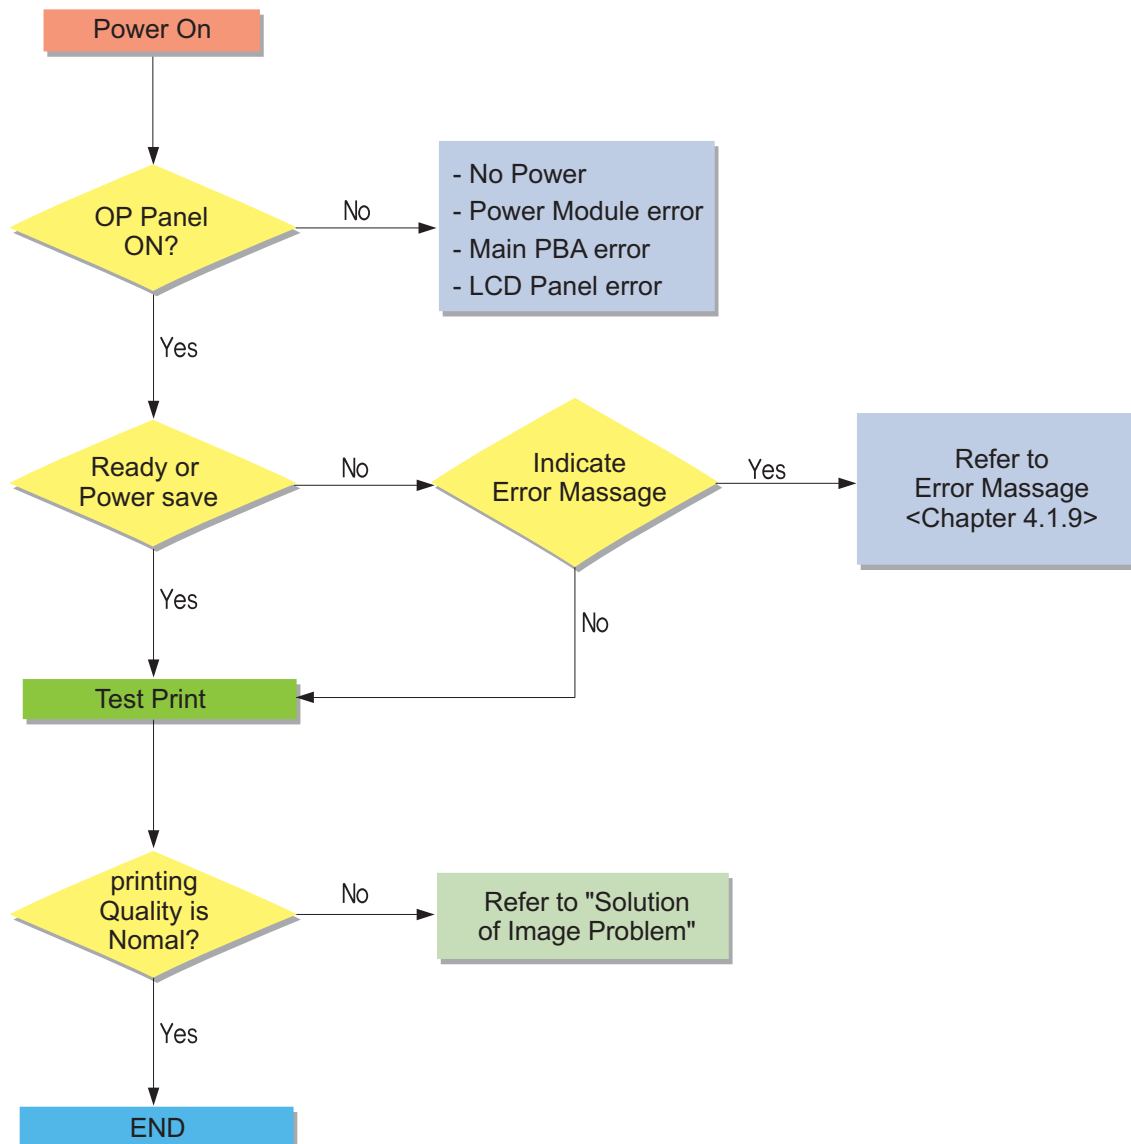 Power On
OP Panel
ON?
No
- No Power
- Power Module error
- Main PBA error
- LCD Panel error
Yes
Ready or
Power save
No
Indicate
Error Massage
Yes
Refer to
Error Massage
<Chapter 4.1.9>
Yes
No
Test Print
printing
Quality is
Nomal?
No
Refer to "Solution
of Image Problem"
Yes
END